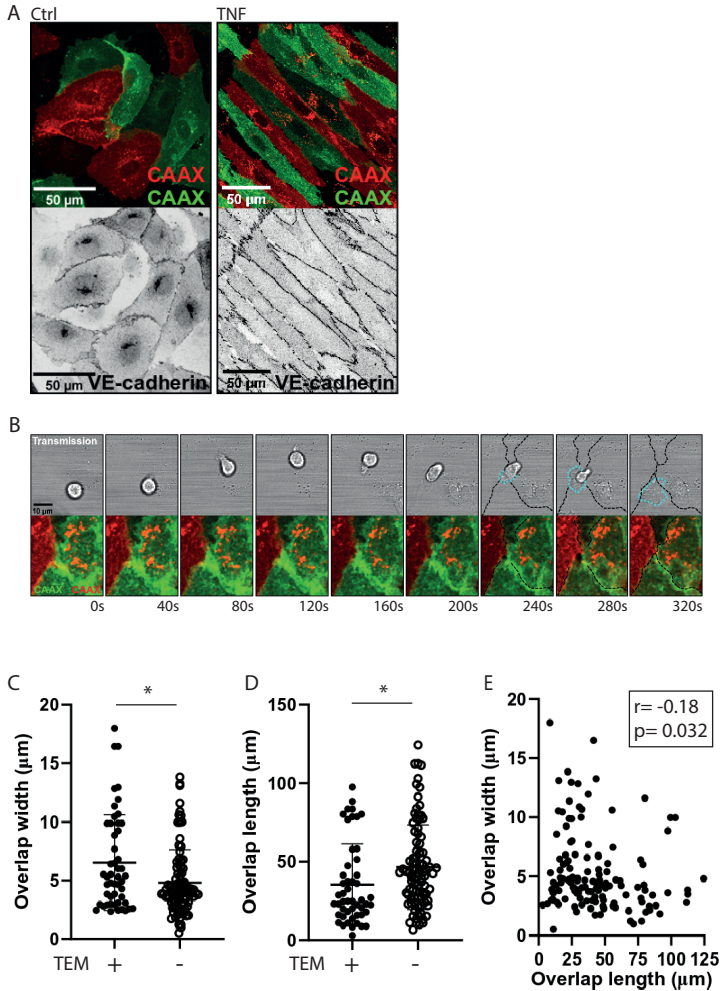 A
Ctrl
TNF
CAAX
CAAX
50 µm
CAAX
CAAX
50 µm
50 µm
VE-cadherin
50 µm
VE-cadherin
B
Transmission
10 µm
CAAX CAAX
0s 40s 80s 120s 160s 200s 240s 280s 320s
C
*
Overlap width (µm)
20
15
10
5
0
TEM + -
D
*
Overlap length (µm)
150
100
50
0
TEM + -
E
r= -0.18
p= 0.032
Overlap width (µm)
20
15
10
5
0
0 25 50 75 100 125
Overlap length (µm)